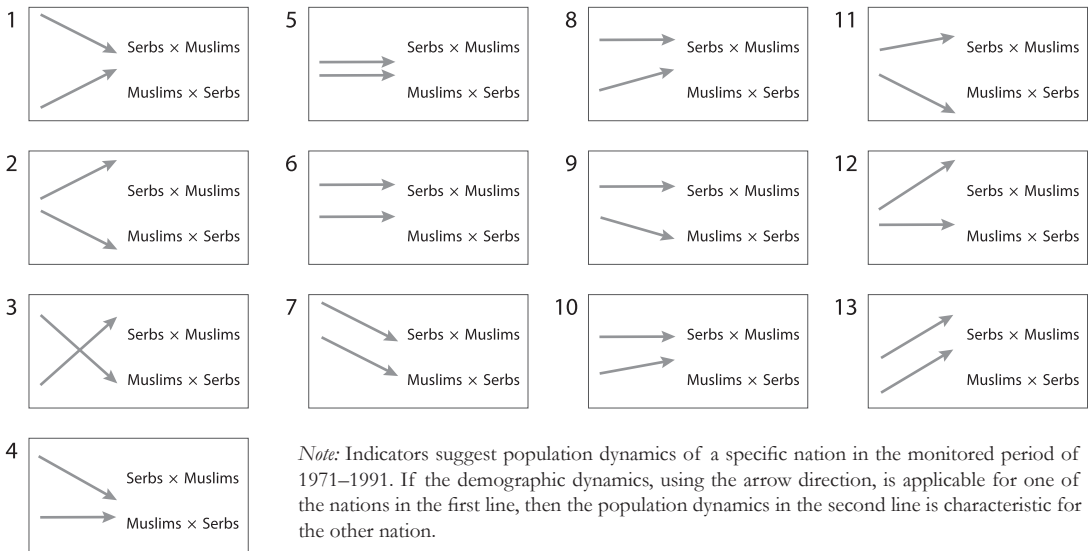 1
Serbs × Muslims
Muslims × Serbs
2
Serbs × Muslims
Muslims × Serbs
3
Serbs × Muslims
Muslims × Serbs
4
Serbs × Muslims
Muslims × Serbs
5
Serbs × Muslims
Muslims × Serbs
6
Serbs × Muslims
Muslims × Serbs
7
Serbs × Muslims
Muslims × Serbs
8
Serbs × Muslims
Muslims × Serbs
9
Serbs × Muslims
Muslims × Serbs
10
Serbs × Muslims
Muslims × Serbs
11
Serbs × Muslims
Muslims × Serbs
12
Serbs × Muslims
Muslims × Serbs
13
Serbs × Muslims
Muslims × Serbs
Note: Indicators suggest population dynamics of a specific nation in the monitored period of
1971–1991. If the demographic dynamics, using the arrow direction, is applicable for one of
the nations in the first line, then the population dynamics in the second line is characteristic for
the other nation.